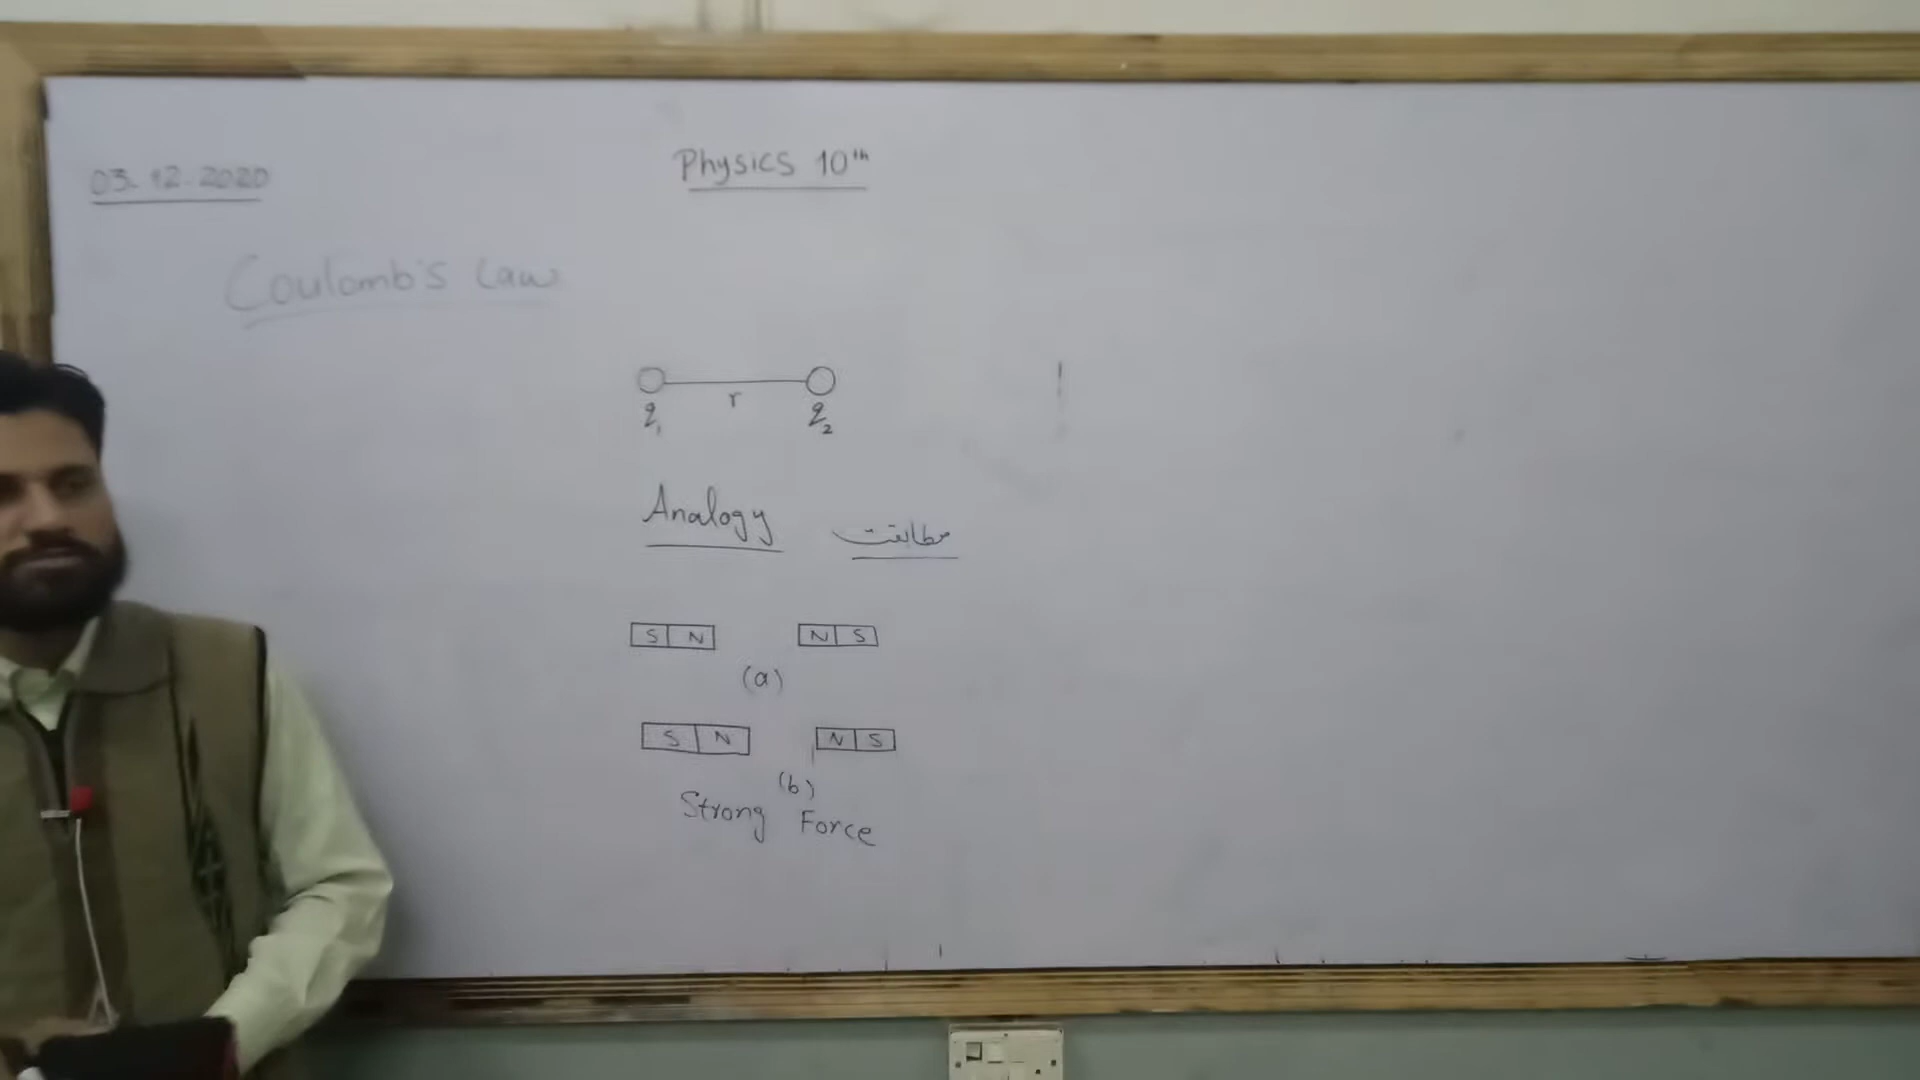 Physics 10th
03.12.2020
Coulomb's Law
r
q1 q2
Analogy مطابقت
S N N S
(a)
S N N S
(b)
Strong Force